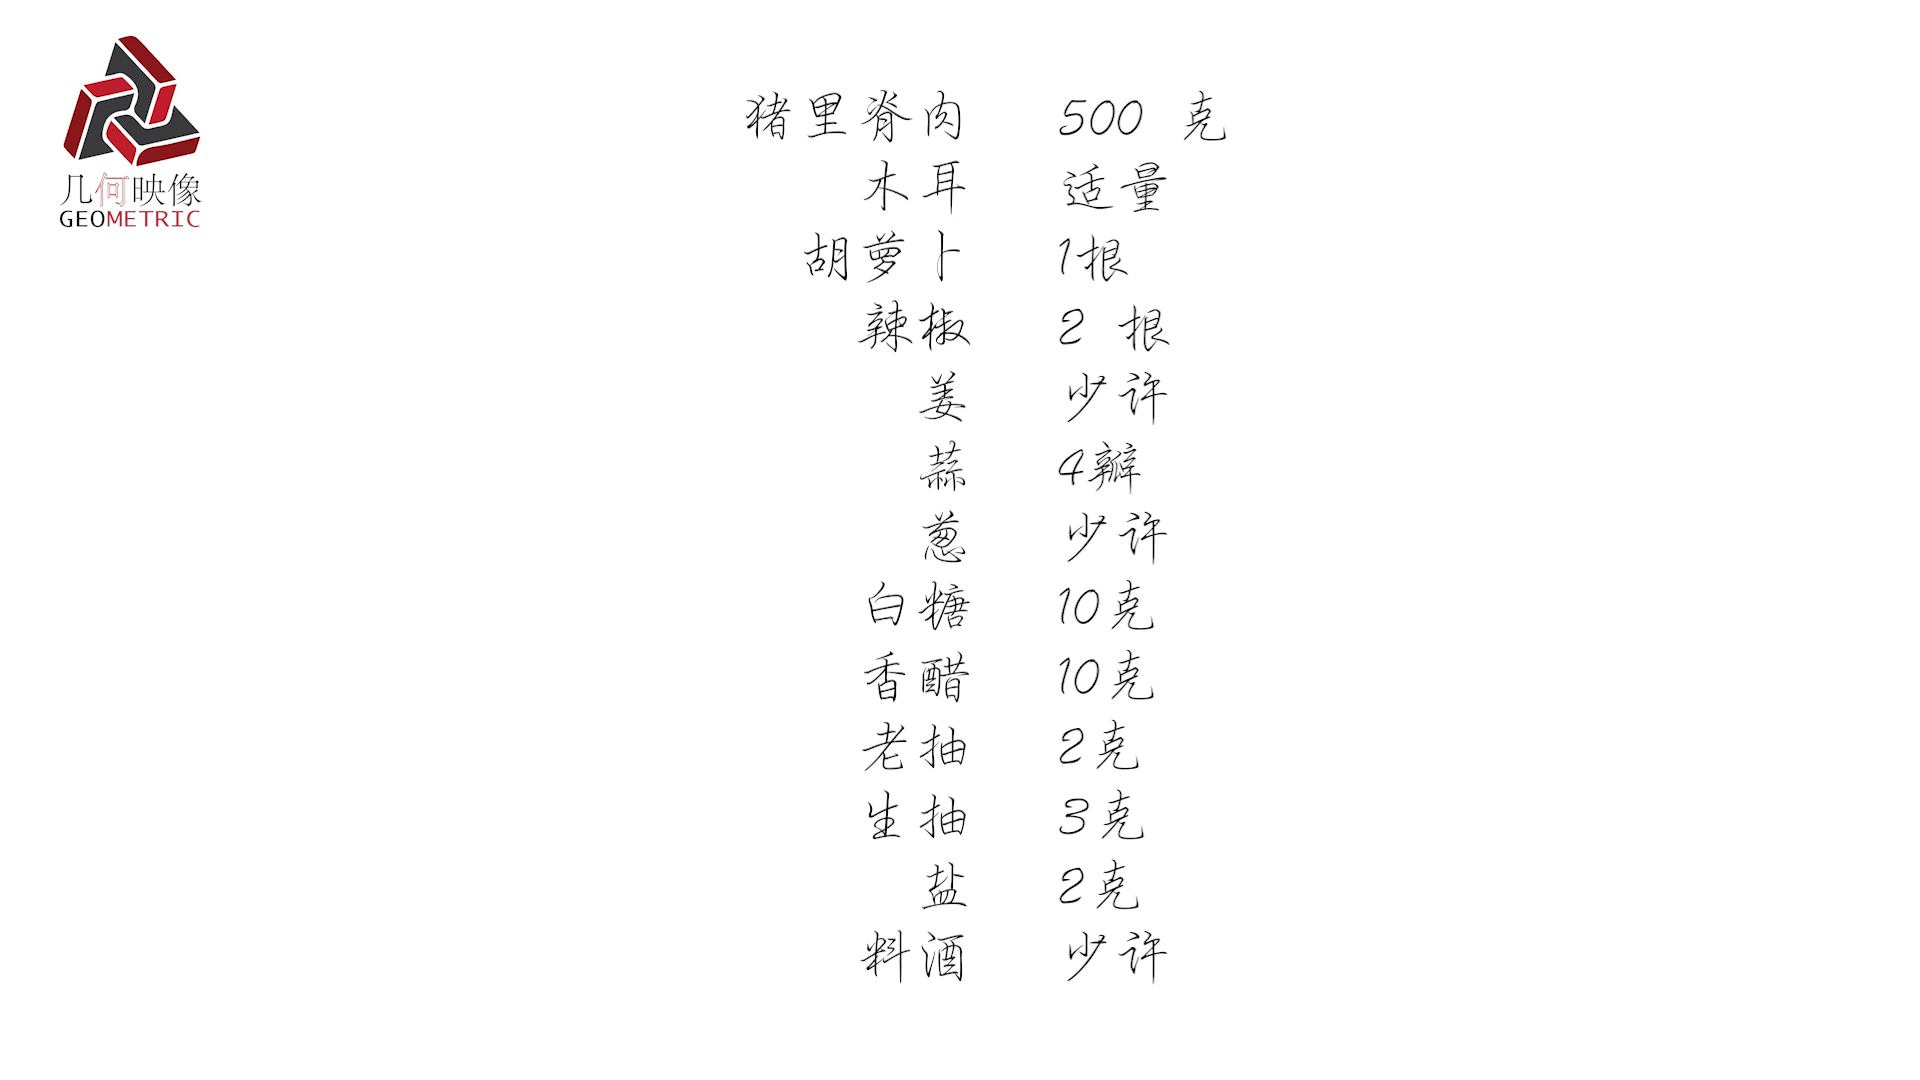 几何映像
GEOMETRIC
猪里脊肉 500 克
木耳 适量
胡萝卜 1根
辣椒 2 根
姜 少许
蒜 4瓣
葱 少许
白糖 10克
香醋 10克
老抽 2克
生抽 3克
盐 2克
料酒 少许